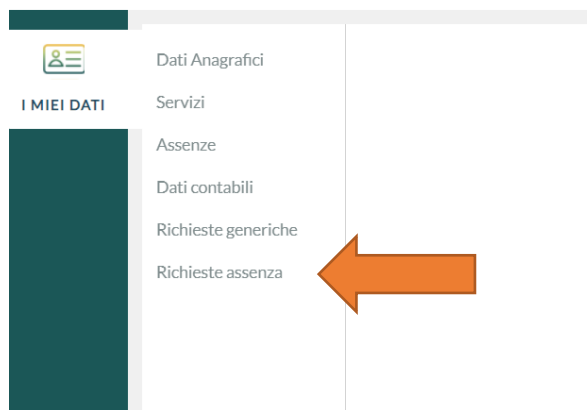 I MIEI DATI
Dati Anagrafici
Servizi
Assenze
Dati contabili
Richieste generiche
Richieste assenza